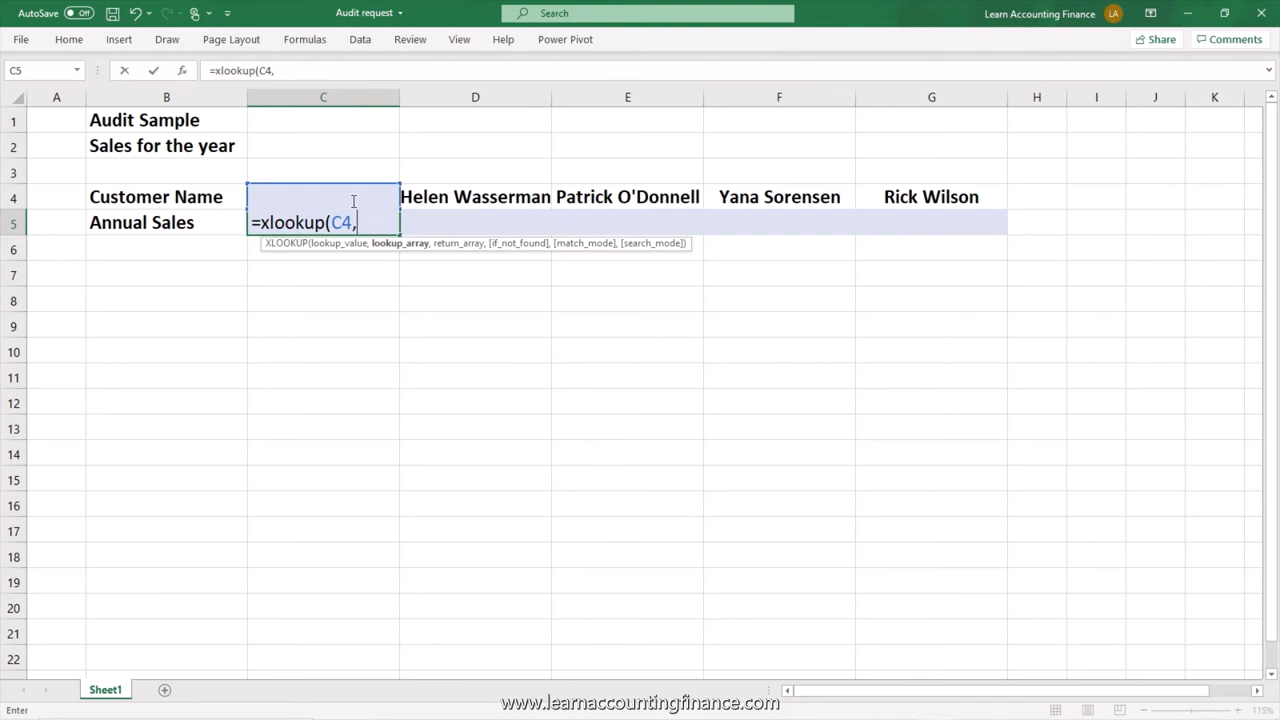 AutoSave Off
Audit request
Search
Learn Accounting Finance LA
File Home Insert Draw Page Layout Formulas Data Review View Help Power Pivot Share Comments
C5 fx =xlookup(C4,
A B C D E F G H I J K
1 Audit Sample
2 Sales for the year
3
4 Customer Name Helen Wasserman Patrick O'Donnell Yana Sorensen Rick Wilson
5 Annual Sales =xlookup(C4,
XLOOKUP(lookup_value, lookup_array, return_array, [if_not_found], [match_mode], [search_mode])
6
7
8
9
10
11
12
13
14
15
16
17
18
19
20
21
22
Sheet1
Enter www.learnaccountingfinance.com 115%